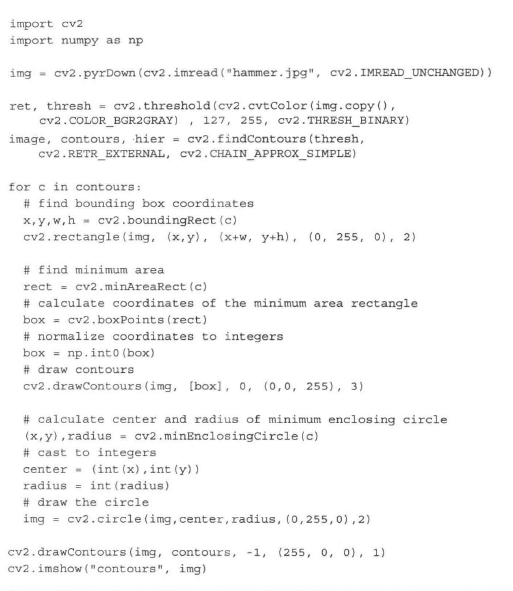 import cv2
import numpy as np

img = cv2.pyrDown(cv2.imread("hammer.jpg", cv2.IMREAD_UNCHANGED))

ret, thresh = cv2.threshold(cv2.cvtColor(img.copy(),
    cv2.COLOR_BGR2GRAY) , 127, 255, cv2.THRESH_BINARY)
image, contours, hier = cv2.findContours(thresh,
    cv2.RETR_EXTERNAL, cv2.CHAIN_APPROX_SIMPLE)

for c in contours:
  # find bounding box coordinates
  x,y,w,h = cv2.boundingRect(c)
  cv2.rectangle(img, (x,y), (x+w, y+h), (0, 255, 0), 2)

  # find minimum area
  rect = cv2.minAreaRect(c)
  # calculate coordinates of the minimum area rectangle
  box = cv2.boxPoints(rect)
  # normalize coordinates to integers
  box = np.int0(box)
  # draw contours
  cv2.drawContours(img, [box], 0, (0,0, 255), 3)

  # calculate center and radius of minimum enclosing circle
  (x,y),radius = cv2.minEnclosingCircle(c)
  # cast to integers
  center = (int(x),int(y))
  radius = int(radius)
  # draw the circle
  img = cv2.circle(img,center,radius,(0,255,0),2)

cv2.drawContours(img, contours, -1, (255, 0, 0), 1)
cv2.imshow("contours", img)